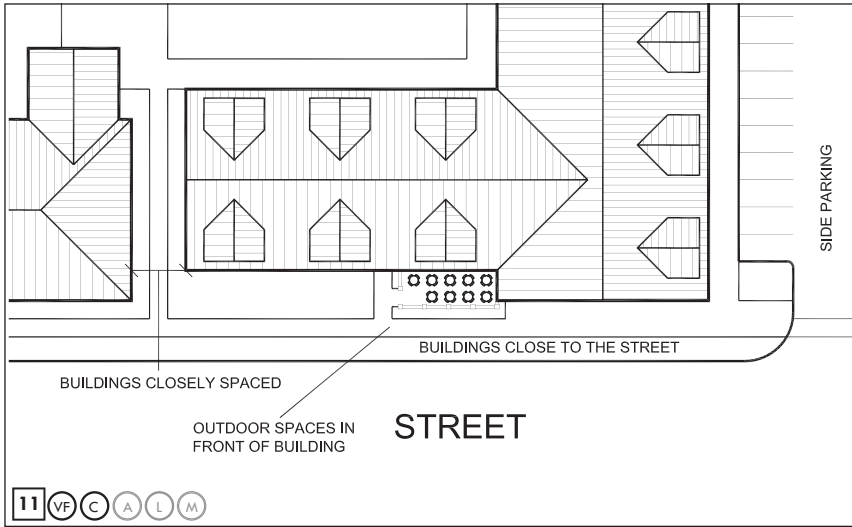 SIDE PARKING
BUILDINGS CLOSE TO THE STREET
BUILDINGS CLOSELY SPACED
OUTDOOR SPACES IN
FRONT OF BUILDING
STREET
11 VF C A L M